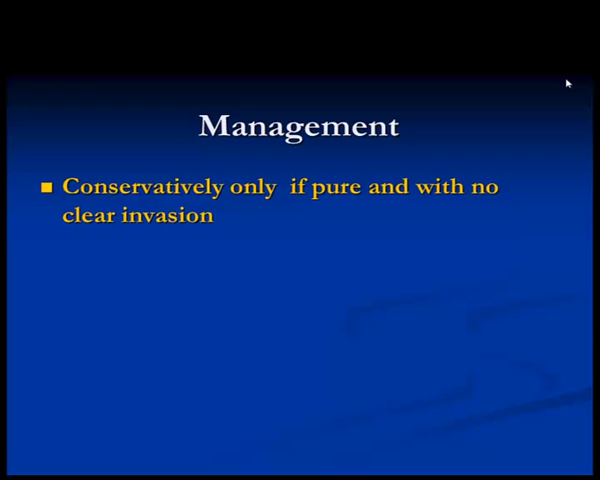 Management
Conservatively only if pure and with no
clear invasion